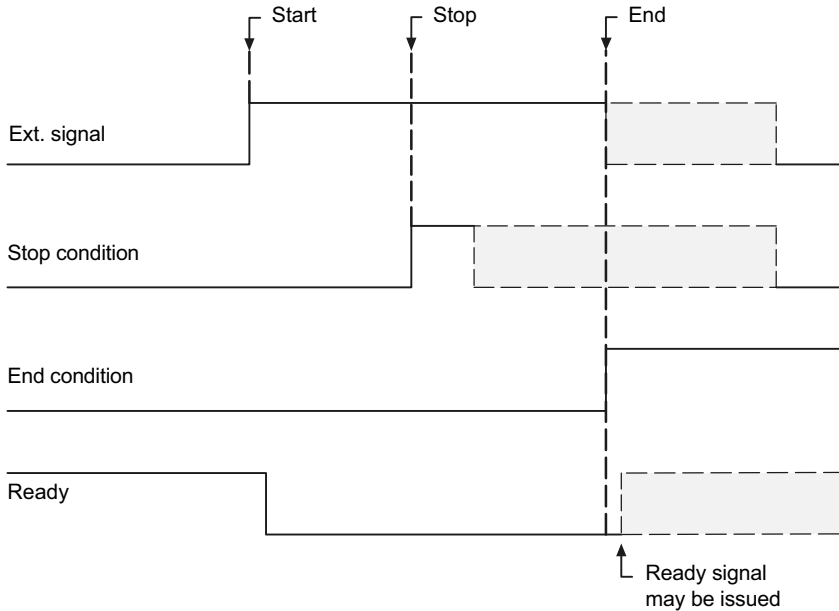 Start
Stop
End
Ext. signal
Stop condition
End condition
Ready
Ready signal
may be issued